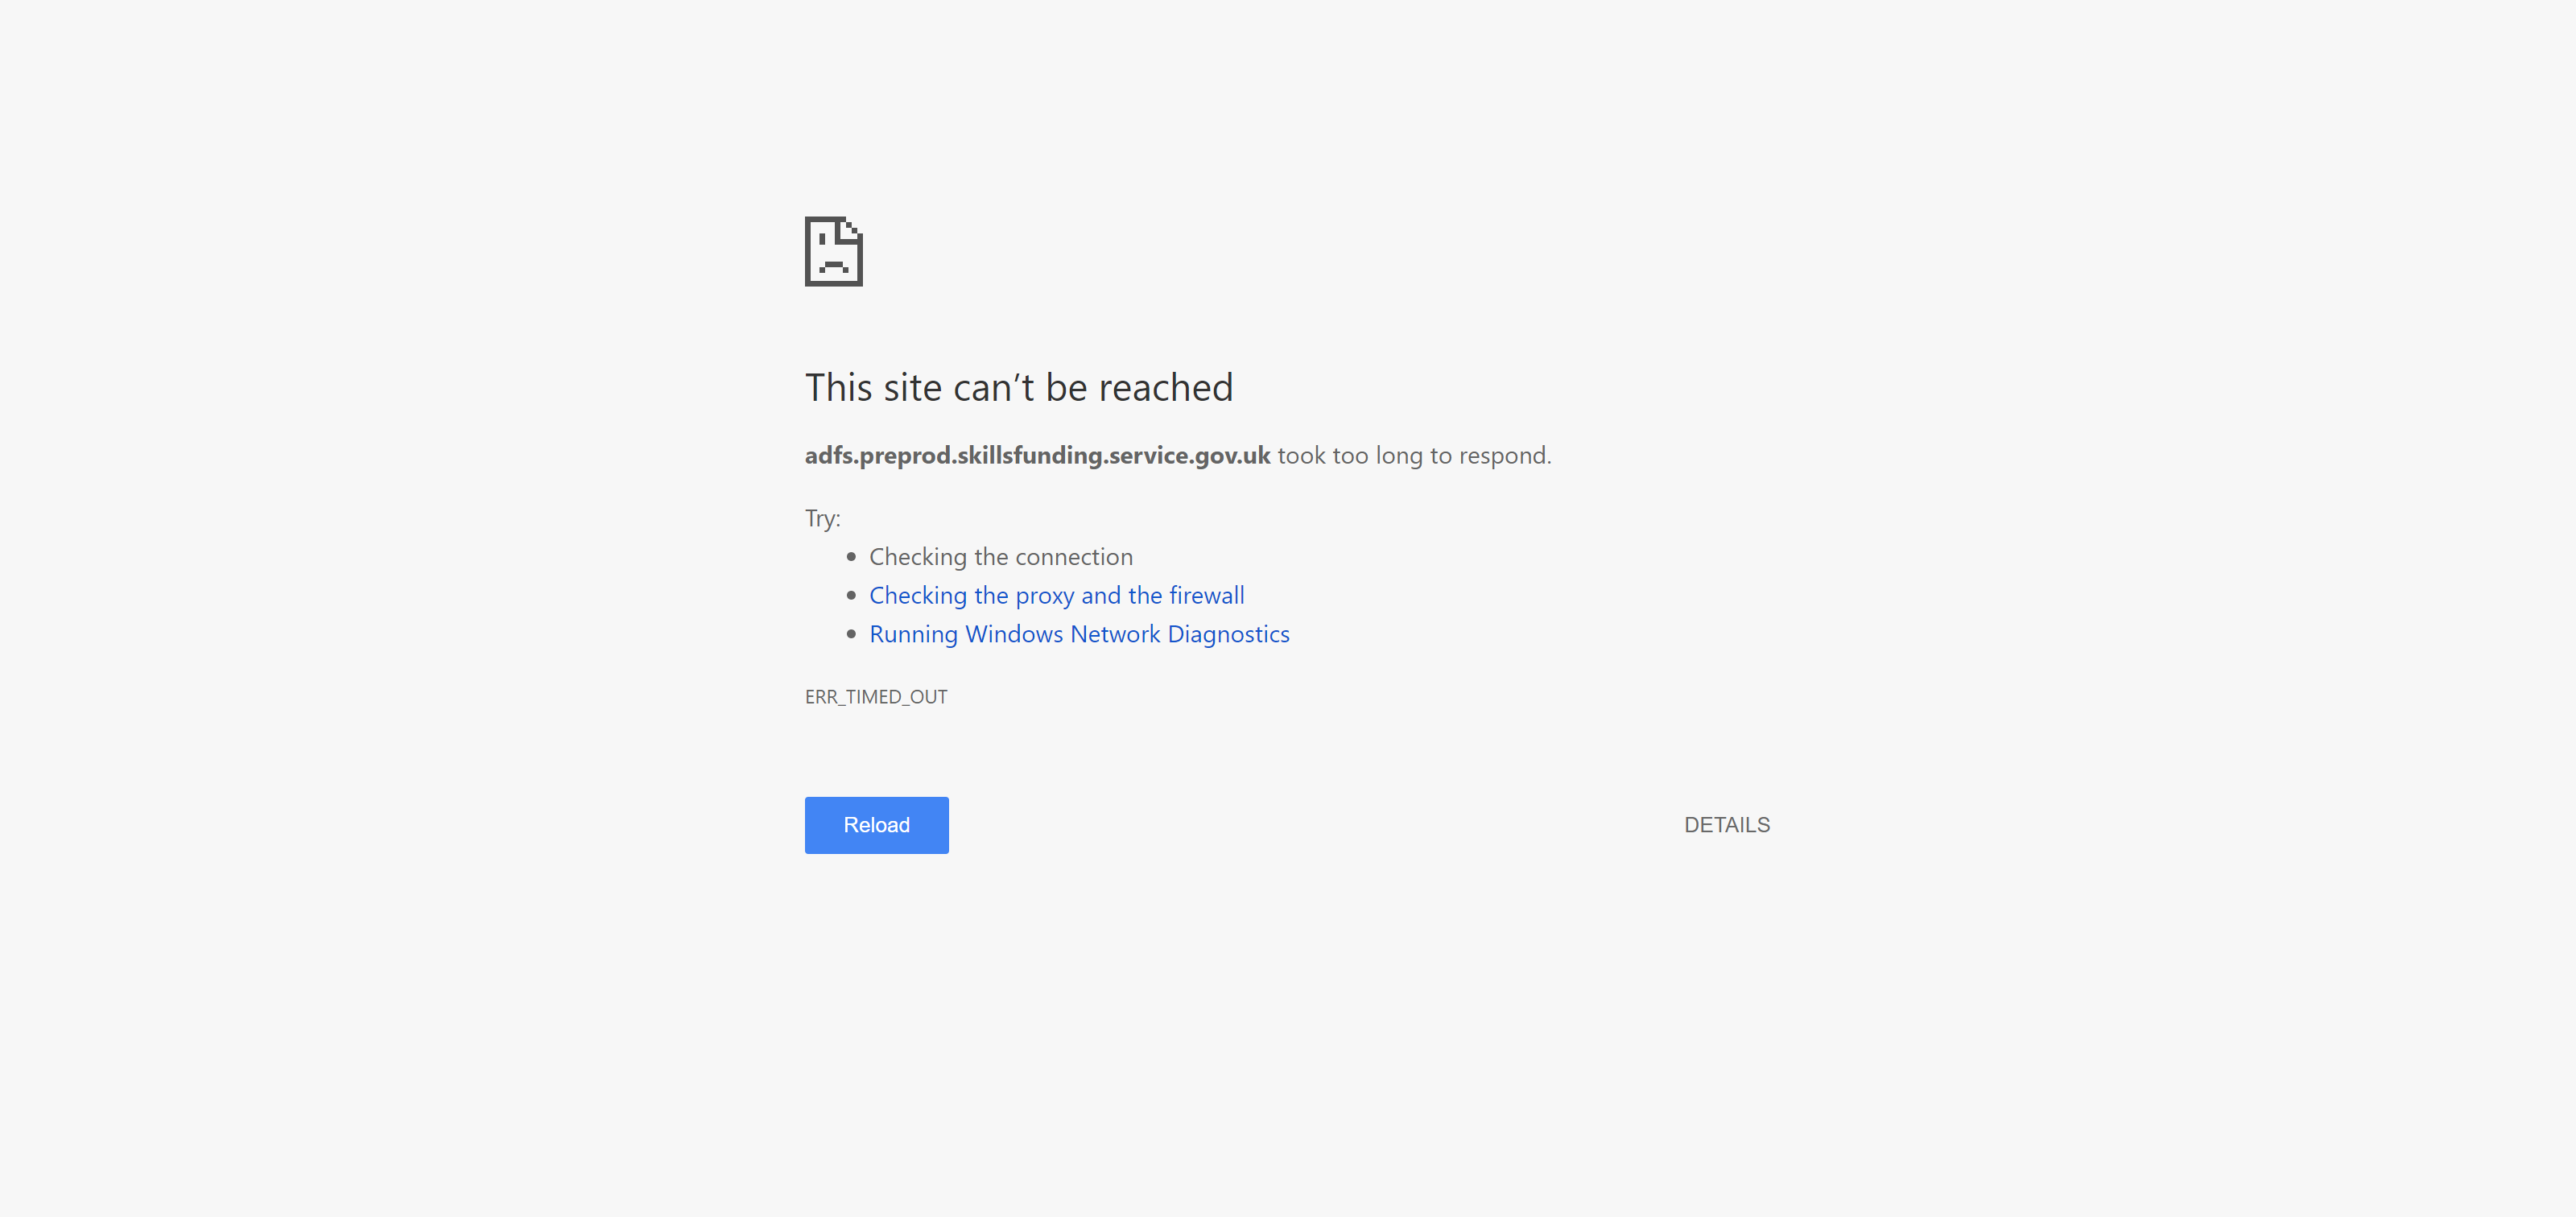 This site can’t be reached
adfs.preprod.skillsfunding.service.gov.uk took too long to respond.
Try:
Checking the connection
Checking the proxy and the firewall
Running Windows Network Diagnostics
ERR_TIMED_OUT
Reload
DETAILS